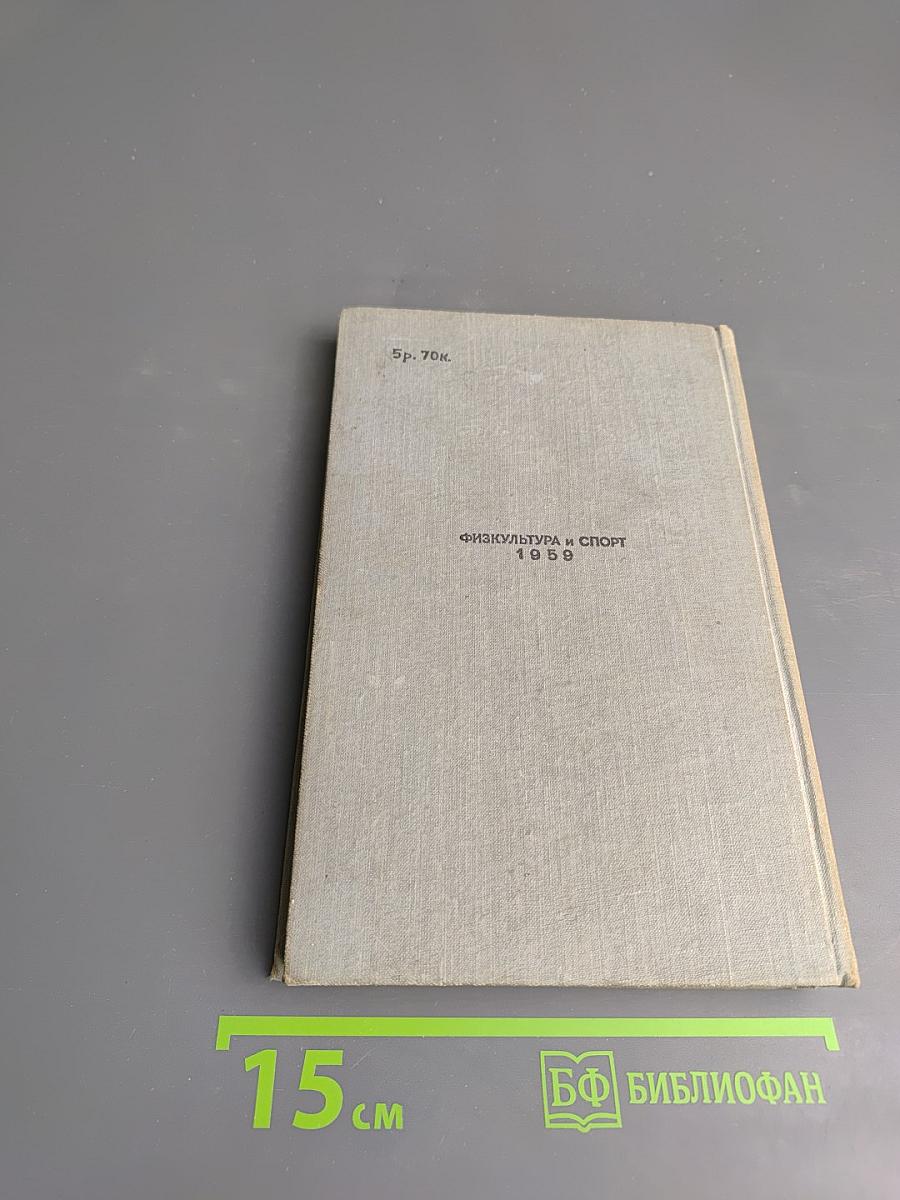 5р. 70к.
ФИЗКУЛЬТУРА и СПОРТ
1959
15 см
БФ БИБЛИОФАН